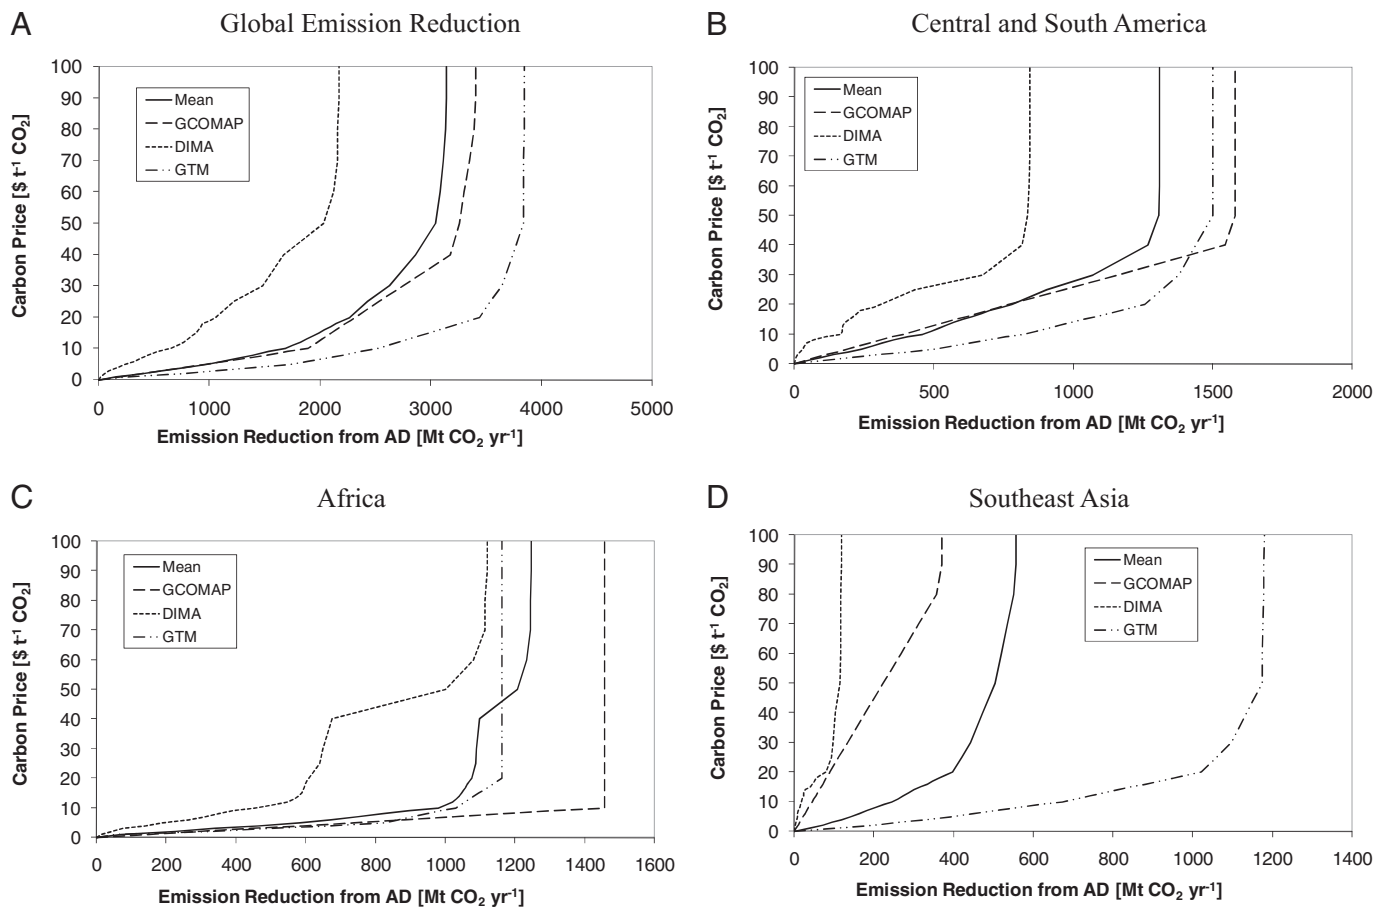 A
Global Emission Reduction
Carbon Price [$ t-1 CO2]
100
90
80
70
60
50
40
30
20
10
0
Mean
GCOMAP
DIMA
GTM
0 1000 2000 3000 4000 5000
Emission Reduction from AD [Mt CO2 yr-1]
B
Central and South America
Carbon Price [$ t-1 CO2]
100
90
80
70
60
50
40
30
20
10
0
Mean
GCOMAP
DIMA
GTM
0 500 1000 1500 2000
Emission Reduction from AD [Mt CO2 yr-1]
C
Africa
Carbon Price [$ t-1 CO2]
100
90
80
70
60
50
40
30
20
10
0
Mean
GCOMAP
DIMA
GTM
0 200 400 600 800 1000 1200 1400 1600
Emission Reduction from AD [Mt CO2 yr-1]
D
Southeast Asia
Carbon Price [$ t-1 CO2]
100
90
80
70
60
50
40
30
20
10
0
Mean
GCOMAP
DIMA
GTM
0 200 400 600 800 1000 1200 1400
Emission Reduction from AD [Mt CO2 yr-1]